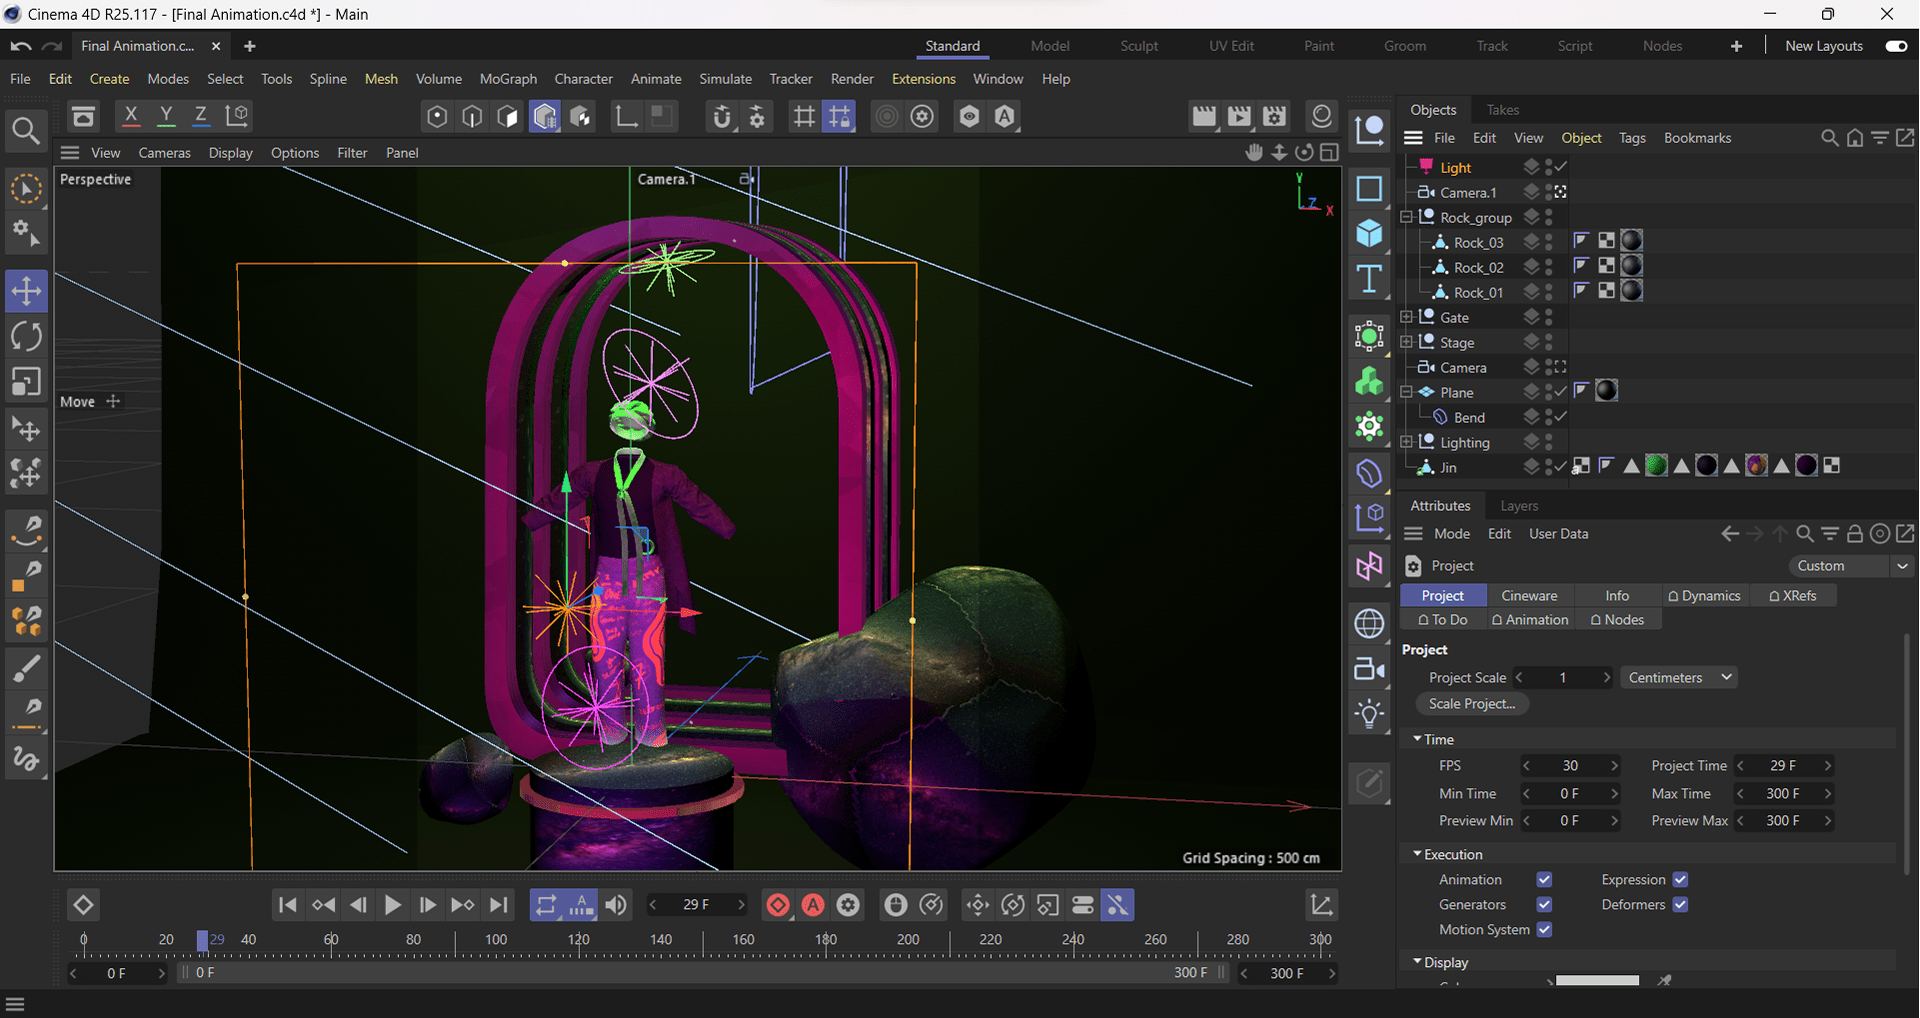 Cinema 4D R25.117 - [Final Animation.c4d *] - Main
Final Animation.c...
Standard
Model
Sculpt
UV Edit
Paint
Groom
Track
Script
Nodes
New Layouts
File Edit Create Modes Select Tools Spline Mesh Volume MoGraph Character Animate Simulate Tracker Render Extensions Window Help
X Y Z
View Cameras Display Options Filter Panel
Perspective
Camera.1
Y
Z
X
Move
Grid Spacing : 500 cm
29 F
0 20 29 40 60 80 100 120 140 160 180 200 220 240 260 280 300
0 F
0 F
300 F
300 F
Objects Takes
File Edit View Object Tags Bookmarks
Light
Camera.1
Rock_group
Rock_03
Rock_02
Rock_01
Gate
Stage
Camera
Plane
Bend
Lighting
Jin
Attributes Layers
Mode Edit User Data
Project
Custom
Project Cineware Info Dynamics XRefs
To Do Animation Nodes
Project
Project Scale 1 Centimeters
Scale Project...
Time
FPS 30 Project Time 29 F
Min Time 0 F Max Time 300 F
Preview Min 0 F Preview Max 300 F
Execution
Animation Expression
Generators Deformers
Motion System
Display